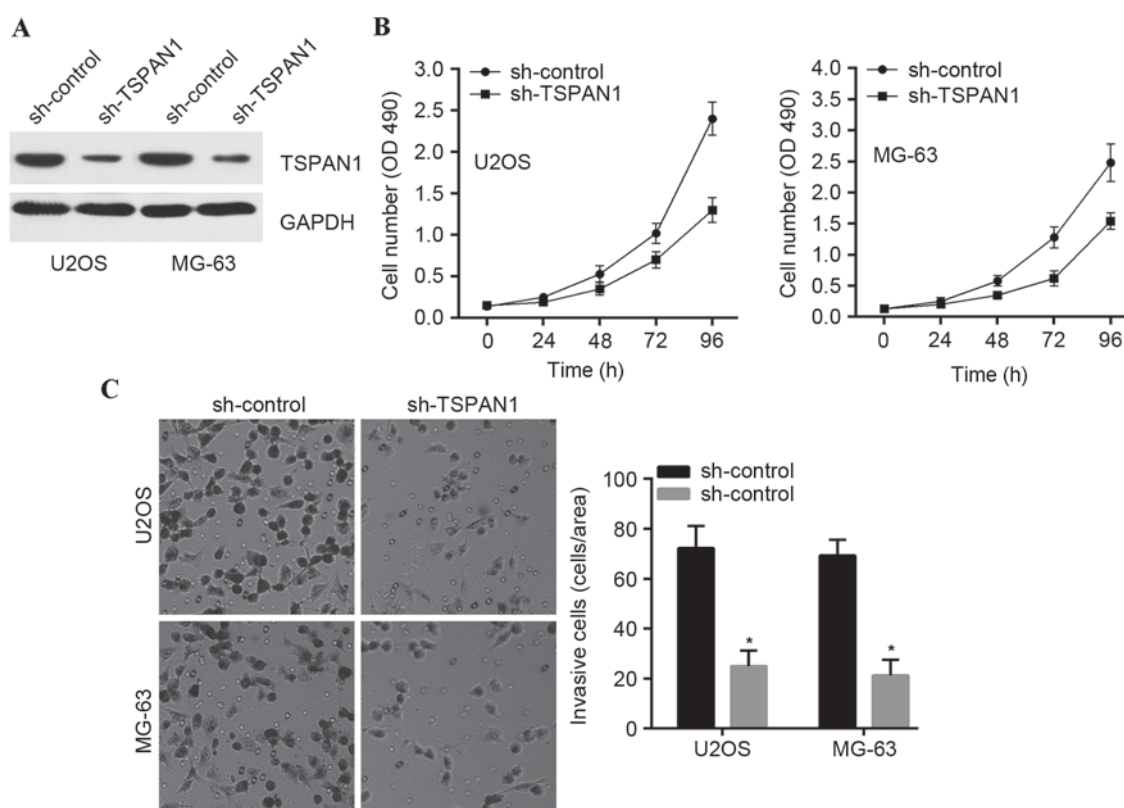 A
sh-control sh-TSPAN1 sh-control sh-TSPAN1
TSPAN1
GAPDH
U2OS MG-63
B
3.0
2.5
2.0
1.5
1.0
0.5
0.0
Cell number (OD 490)
sh-control
sh-TSPAN1
U2OS
0 24 48 72 96
Time (h)
4.0
3.5
3.0
2.5
2.0
1.5
1.0
0.5
0.0
Cell number (OD 490)
sh-control
sh-TSPAN1
MG-63
0 24 48 72 96
Time (h)
C
sh-control sh-TSPAN1
U2OS
MG-63
100
80
60
40
20
0
Invasive cells (cells/area)
sh-control
sh-control
* *
U2OS MG-63